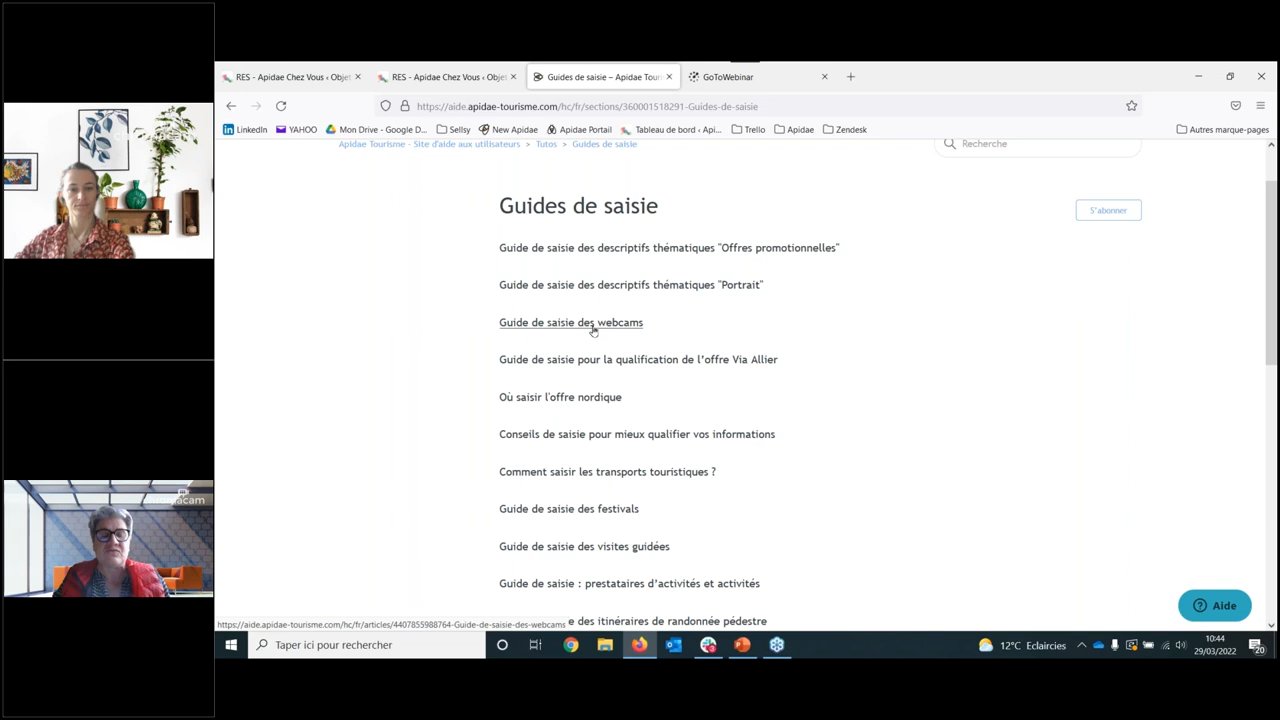 RES - Apidae Chez Vous ‹ Objet
RES - Apidae Chez Vous ‹ Objet
Guides de saisie – Apidae Tour
GoToWebinar
https://aide.apidae-tourisme.com/hc/fr/sections/360001518291-Guides-de-saisie
LinkedIn
YAHOO
Mon Drive - Google D...
Sellsy
New Apidae
Apidae Portail
Tableau de bord ‹ Api...
Trello
Apidae
Zendesk
Autres marque-pages
Apidae Tourisme - Site d'aide aux utilisateurs > Tutos > Guides de saisie
Recherche
Guides de saisie
S'abonner
Guide de saisie des descriptifs thématiques "Offres promotionnelles"
Guide de saisie des descriptifs thématiques "Portrait"
Guide de saisie des webcams
Guide de saisie pour la qualification de l'offre Via Allier
Où saisir l'offre nordique
Conseils de saisie pour mieux qualifier vos informations
Comment saisir les transports touristiques ?
Guide de saisie des festivals
Guide de saisie des visites guidées
Guide de saisie : prestataires d'activités et activités
e des itinéraires de randonnée pédestre
Aide
https://aide.apidae-tourisme.com/hc/fr/articles/4407855988764-Guide-de-saisie-des-webcams
Taper ici pour rechercher
12°C Eclaircies
10:44
29/03/2022
20